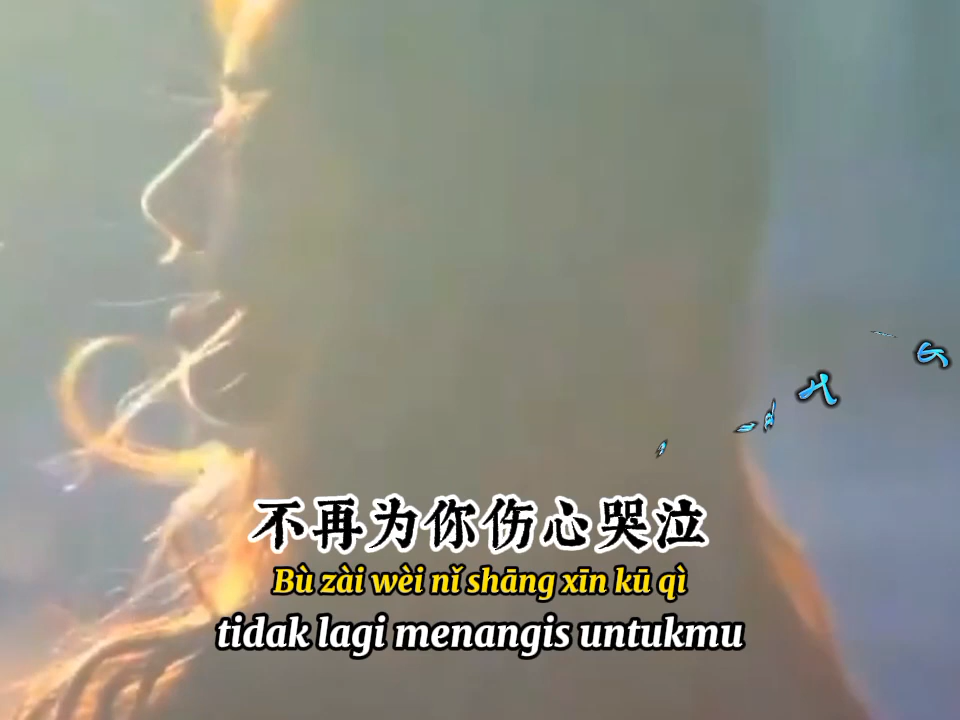 不再为你伤心哭泣
Bù zài wèi nǐ shāng xīn kū qì
tidak lagi menangis untukmu